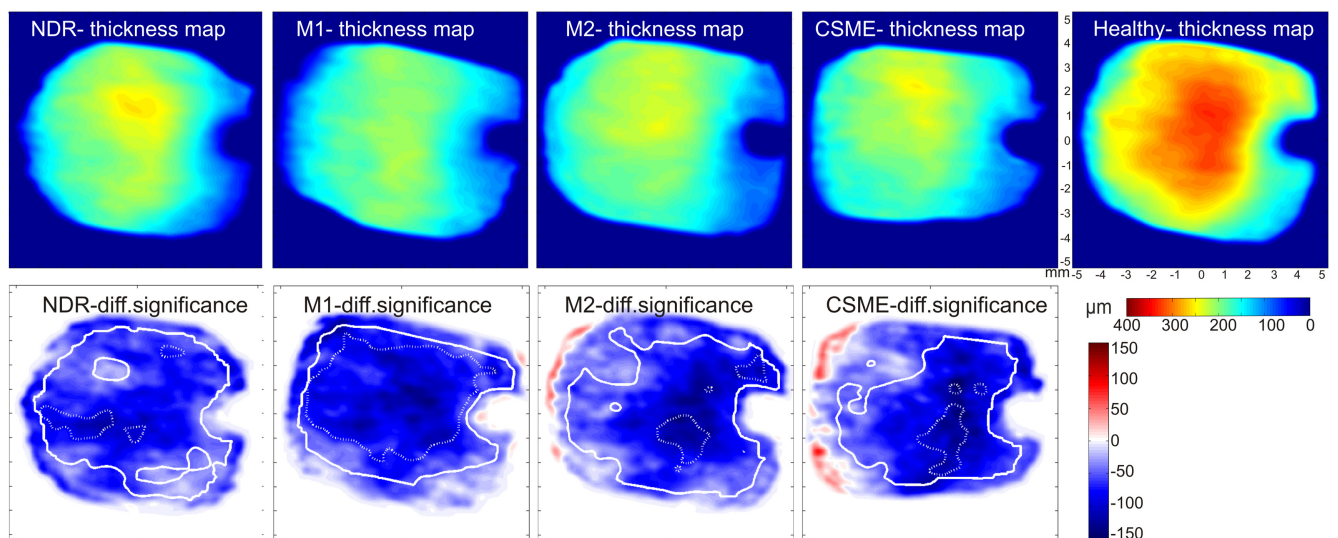 NDR- thickness map
M1- thickness map
M2- thickness map
CSME- thickness map
Healthy- thickness map
5
4
3
2
1
0
-1
-2
-3
-4
-5
mm -5 -4 -3 -2 -1 0 1 2 3 4 5
NDR-diff.significance
M1-diff.significance
M2-diff.significance
CSME-diff.significance
µm
400 300 200 100 0
150
100
50
0
-50
-100
-150